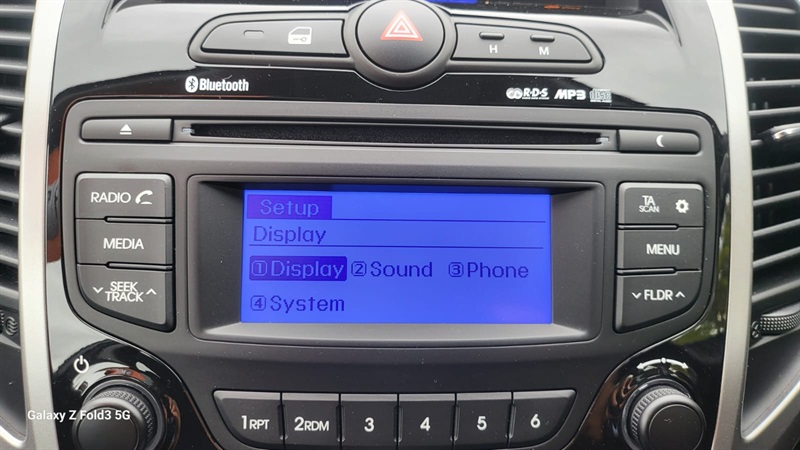 H M
Bluetooth
R·D·S MP3
RADIO
MEDIA
SEEK
TRACK
Setup
Display
①Display ②Sound ③Phone
④System
TA
SCAN
MENU
FLDR
1RPT 2RDM 3 4 5 6
Galaxy Z Fold3 5G